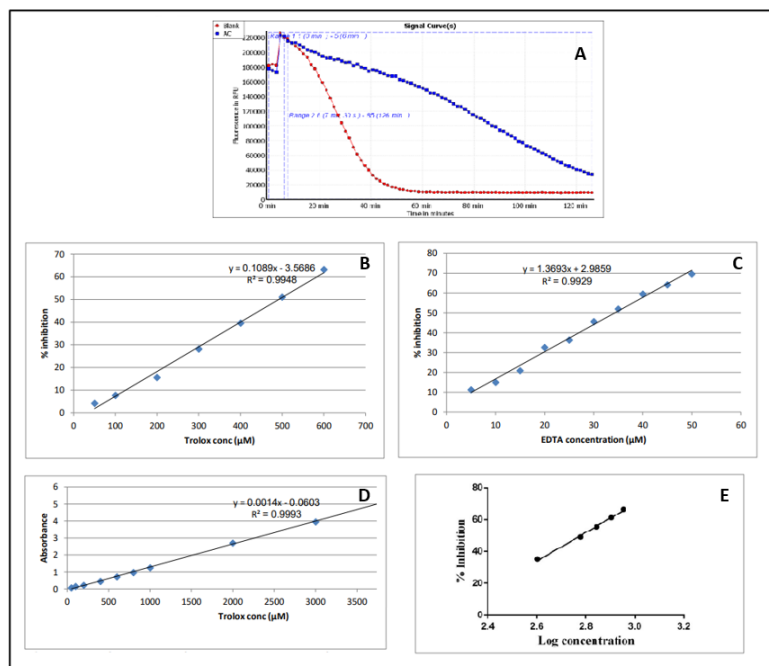 Signal Curve(s)
Blank
AC
A
220000
200000
180000
160000
140000
120000
100000
80000
60000
40000
20000
0
Fluorescence in RFU
0 min
20 min
40 min
60 min
80 min
100 min
120 min
Time in minutes
B
y = 0.1089x - 3.5686
R² = 0.9948
70
60
50
40
30
20
10
0
% inhibition
0
100
200
300
400
500
600
700
Trolox conc (µM)
C
y = 1.3693x + 2.9859
R² = 0.9929
80
70
60
50
40
30
20
10
0
% inhibition
0
10
20
30
40
50
60
EDTA concentration (µM)
D
y = 0.0014x - 0.0603
R² = 0.9993
5
4
3
2
1
0
Absorbance
0
500
1000
1500
2000
2500
3000
3500
Trolox conc (µM)
E
80
60
40
20
0
% Inhibition
2.4
2.6
2.8
3.0
3.2
Log concentration